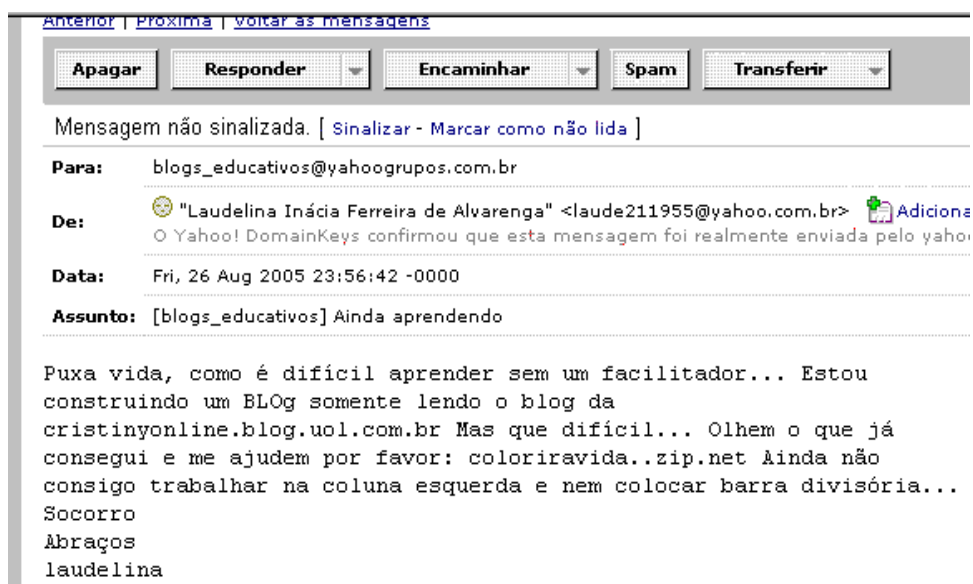 Anterior | Próxima | Voltar às mensagens
Apagar Responder Encaminhar Spam Transferir
Mensagem não sinalizada. [ Sinalizar - Marcar como não lida ]
Para: blogs_educativos@yahoogrupos.com.br
De: "Laudelina Inácia Ferreira de Alvarenga" <laude211955@yahoo.com.br> Adiciona
O Yahoo! DomainKeys confirmou que esta mensagem foi realmente enviada pelo yahoo
Data: Fri, 26 Aug 2005 23:56:42 -0000
Assunto: [blogs_educativos] Ainda aprendendo
Puxa vida, como é difícil aprender sem um facilitador... Estou
construindo um BLOg somente lendo o blog da
cristinyonline.blog.uol.com.br Mas que difícil... Olhem o que já
consegui e me ajudem por favor: coloriravida..zip.net Ainda não
consigo trabalhar na coluna esquerda e nem colocar barra divisória...
Socorro
Abraços
laudelina